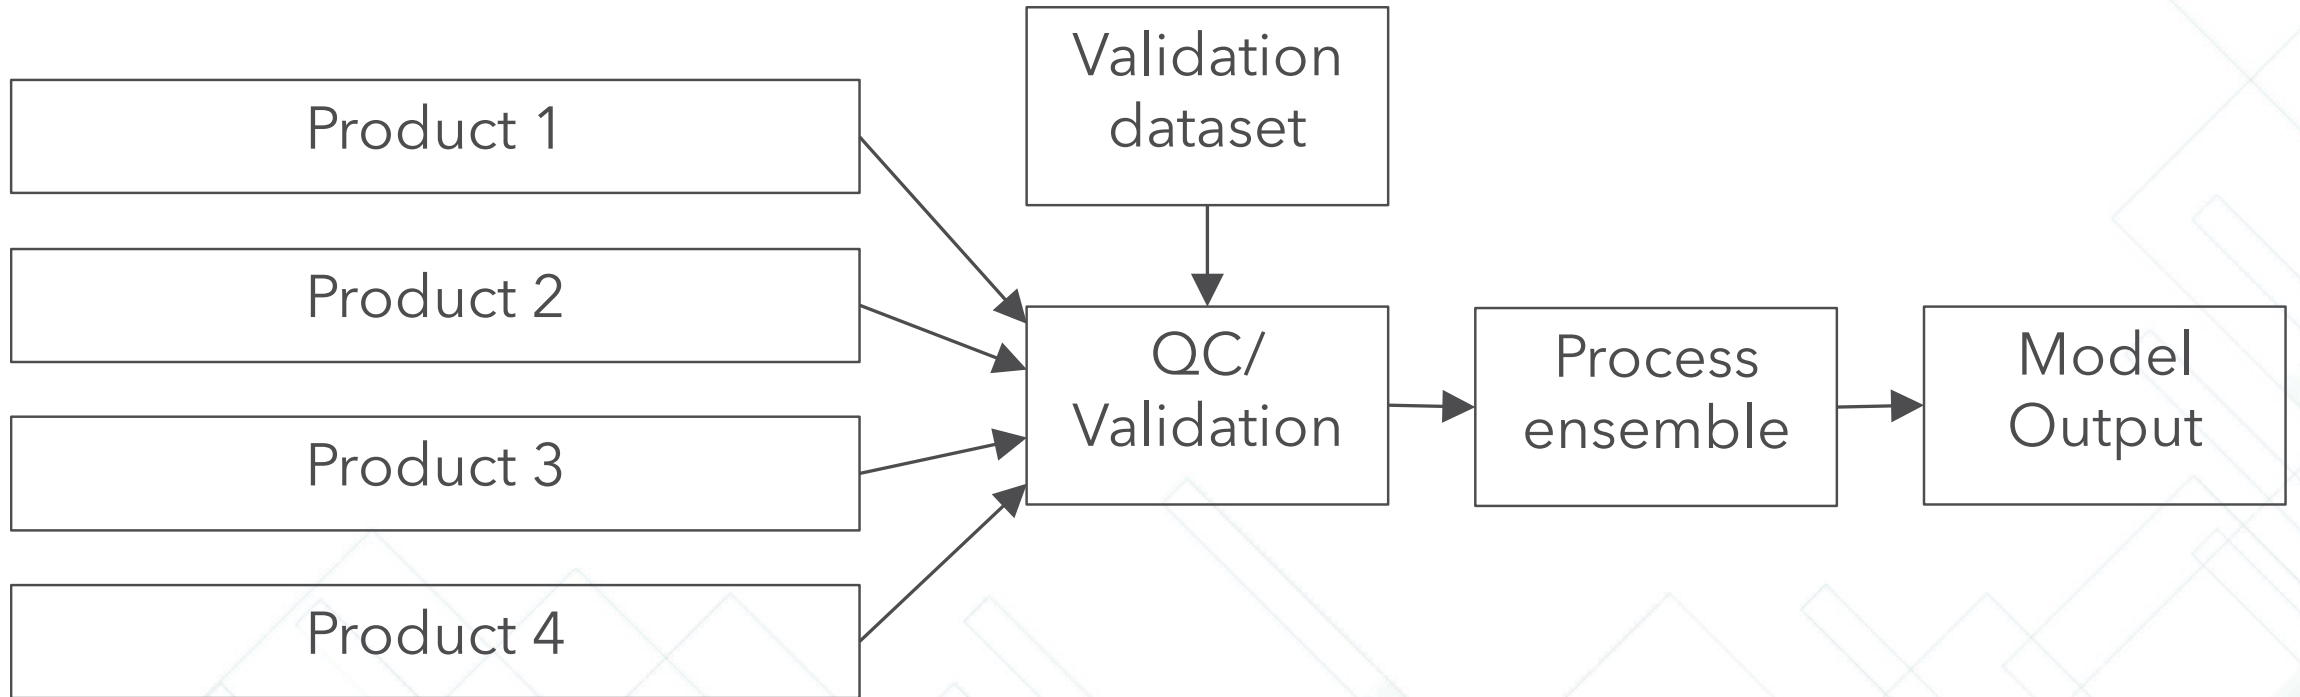 Product 1
Product 2
Product 3
Product 4
Validation
dataset
QC/
Validation
Process
ensemble
Model
Output